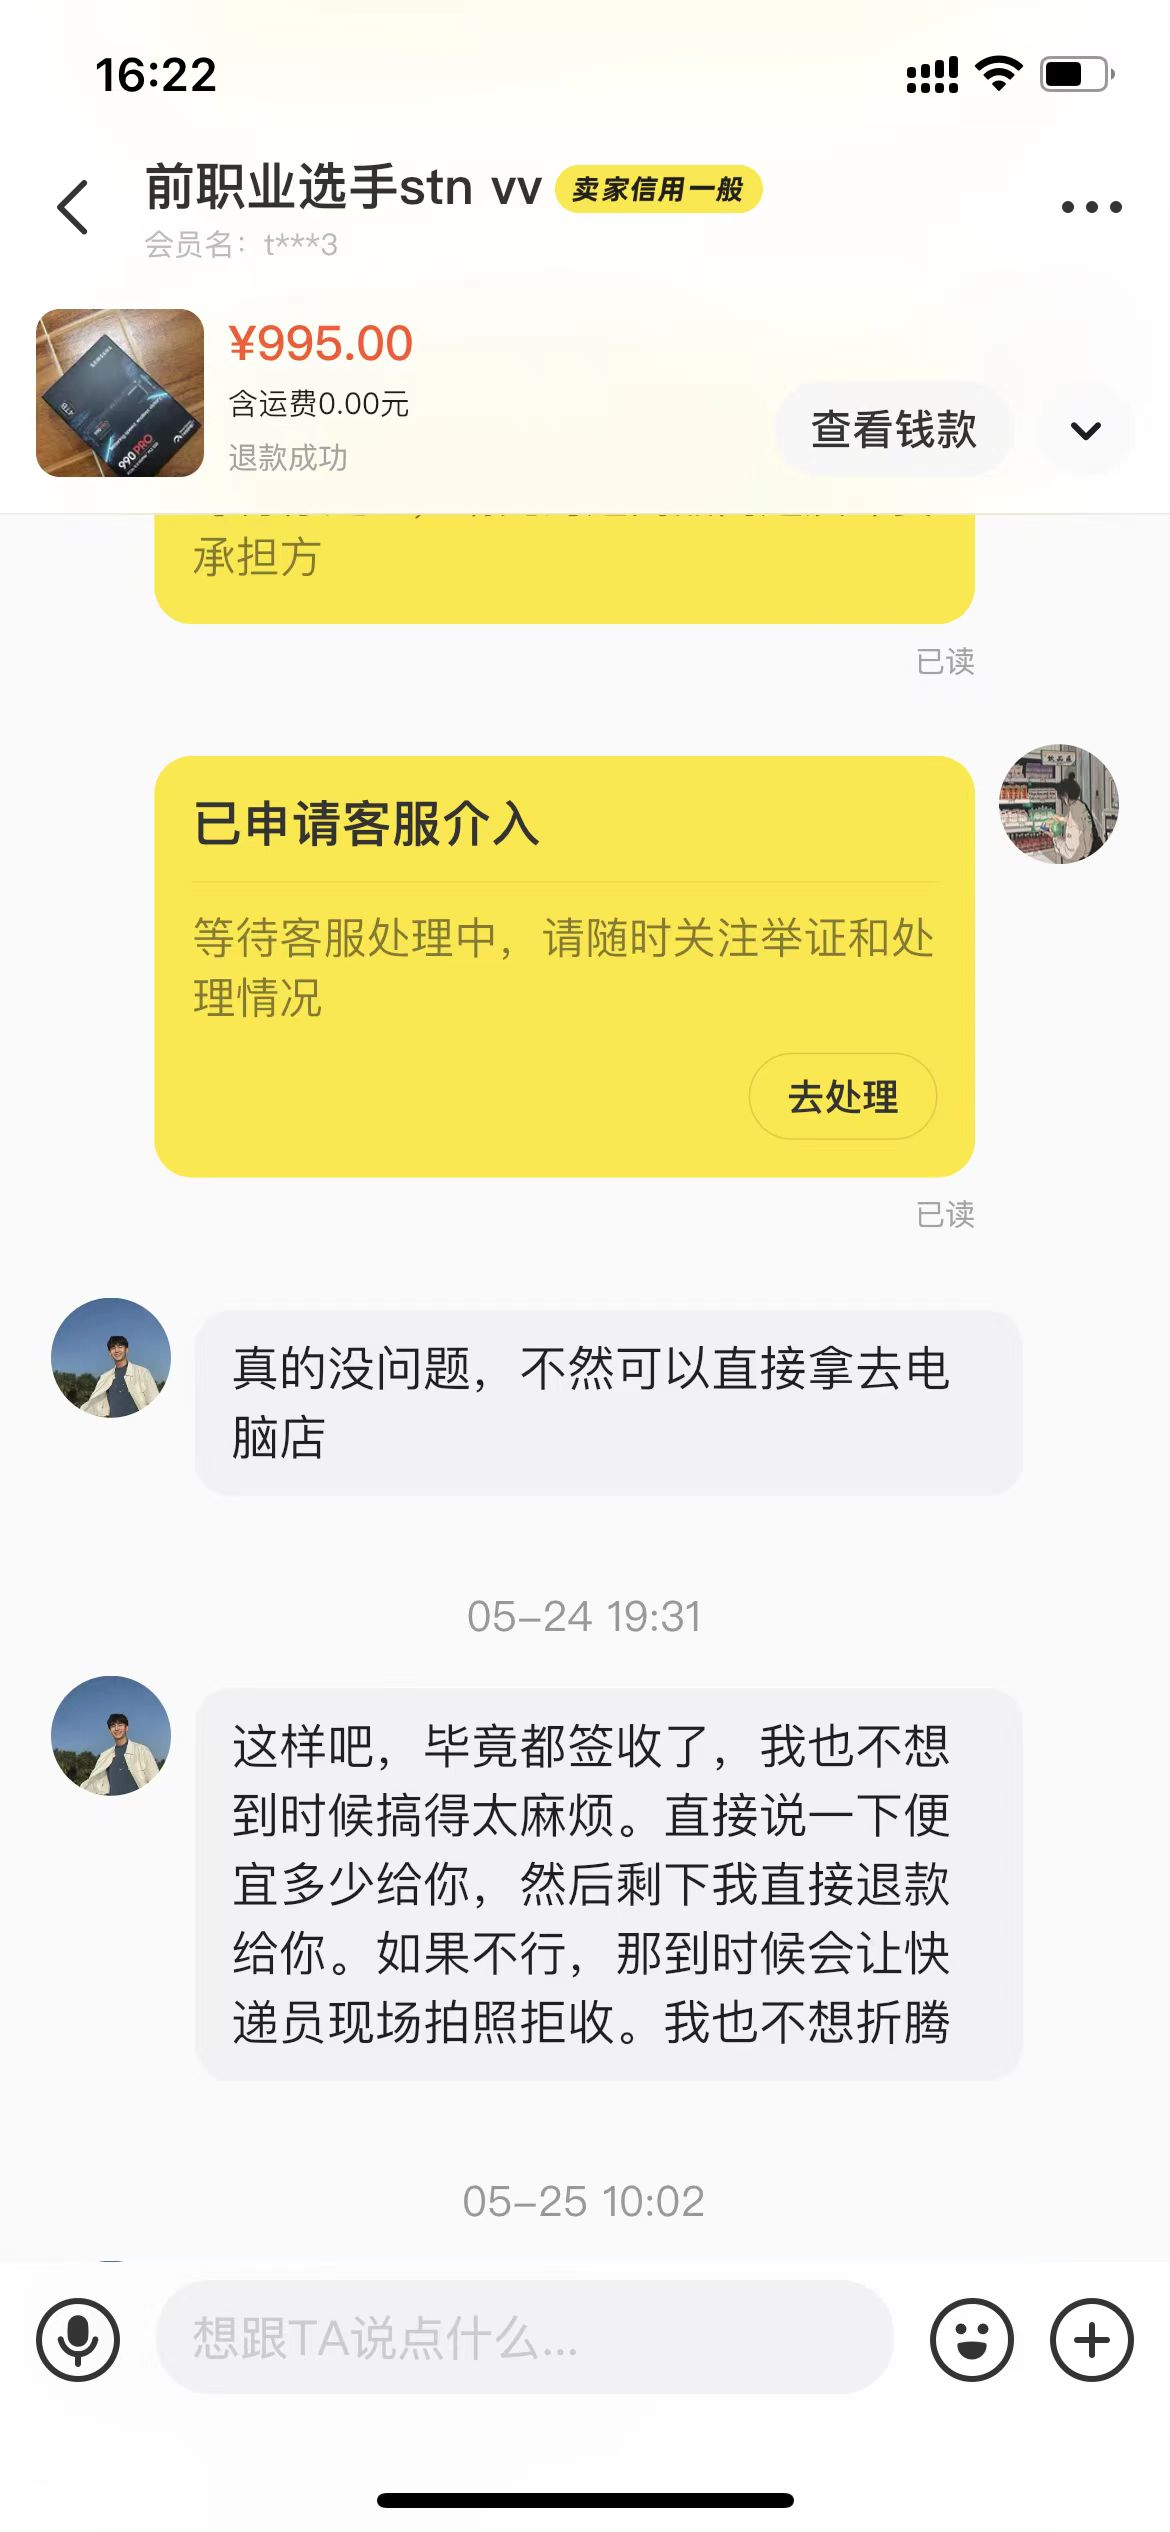 16:22
前职业选手stn vv
卖家信用一般
会员名：t***3
SAMSUNG
990 PRO
¥995.00
含运费0.00元
退款成功
查看钱款
承担方
已读
已申请客服介入
等待客服处理中，请随时关注举证和处
理情况
去处理
已读
真的没问题，不然可以直接拿去电
脑店
05-24 19:31
这样吧，毕竟都签收了，我也不想
到时候搞得太麻烦。直接说一下便
宜多少给你，然后剩下我直接退款
给你。如果不行，那到时候会让快
递员现场拍照拒收。我也不想折腾
05-25 10:02
想跟TA说点什么...